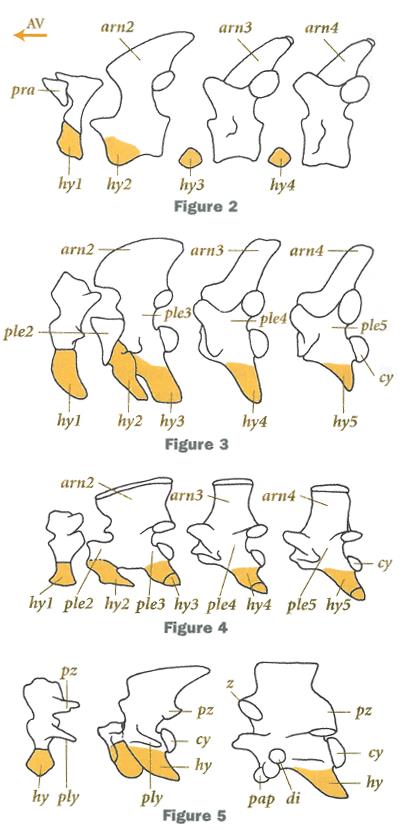 AV
arn2 arn3 arn4
pra
hy1 hy2 hy3 hy4
Figure 2
arn2 arn3 arn4
ple2 ple3 ple4 ple5
cy
hy1 hy2 hy3 hy4 hy5
Figure 3
arn2 arn3 arn4
cy
hy1 ple2 hy2 ple3 hy3 ple4 hy4 ple5 hy5
Figure 4
pz
z pz pz
cy cy
hy hy
hy ply ply pap di
Figure 5